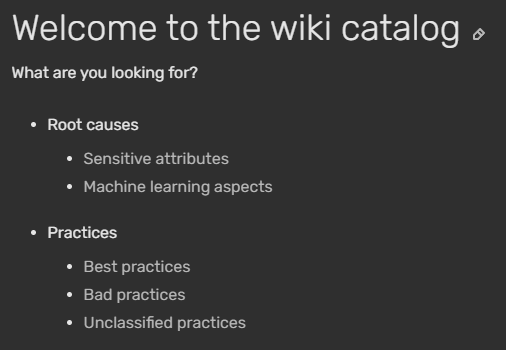 Welcome to the wiki catalog
What are you looking for?
Root causes
Sensitive attributes
Machine learning aspects
Practices
Best practices
Bad practices
Unclassified practices